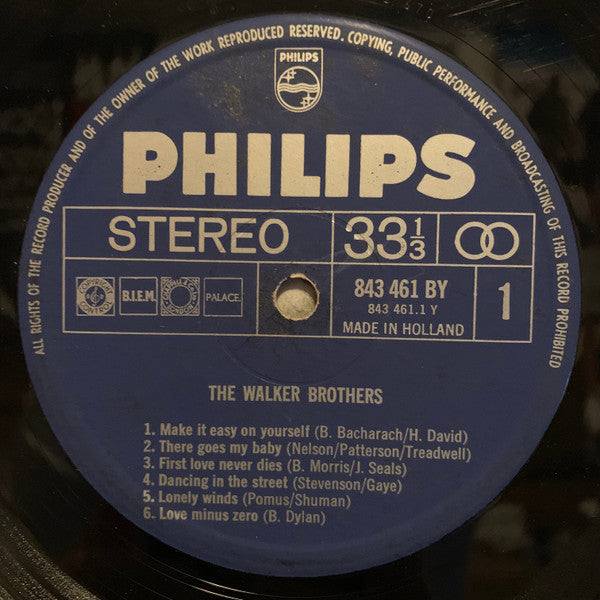 ALL RIGHTS OF THE RECORD PRODUCER AND OF THE OWNER OF THE WORK REPRODUCED RESERVED. COPYING, PUBLIC PERFORMANCE AND BROADCASTING OF THIS RECORD PROHIBITED
PHILIPS
PHILIPS
STEREO 33 1/3
B.I.E.M. PALACE 843 461 BY 1
843 461.1 Y
MADE IN HOLLAND
THE WALKER BROTHERS
1. Make it easy on yourself (B. Bacharach/H. David)
2. There goes my baby (Nelson/Patterson/Treadwell)
3. First love never dies (B. Morris/J. Seals)
4. Dancing in the street (Stevenson/Gaye)
5. Lonely winds (Pomus/Shuman)
6. Love minus zero (B. Dylan)